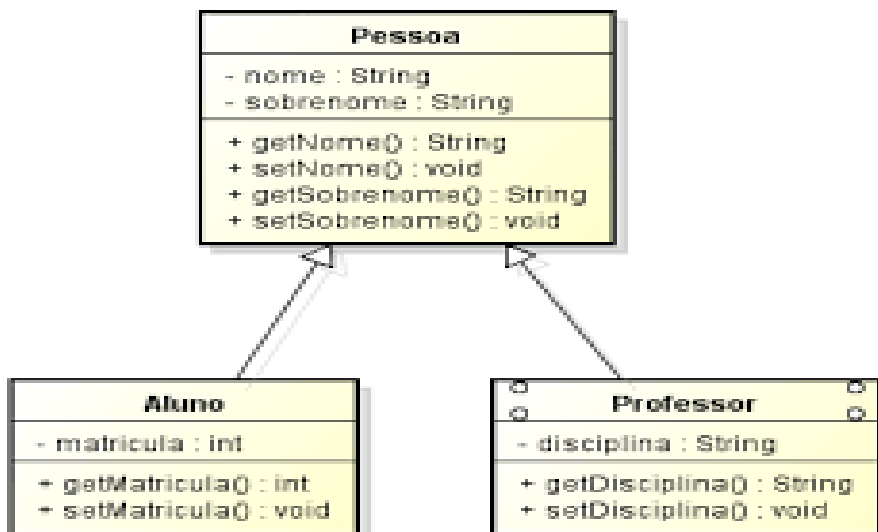 Pessoa
- nome : String
- sobrenome : String
+ getNome() : String
+ setNome() : void
+ getSobrenome() : String
+ setSobrenome() : void
Aluno
- matricula : int
+ getMatricula() : int
+ setMatricula() : void
Professor
- disciplina : String
+ getDisciplina() : String
+ setDisciplina() : void